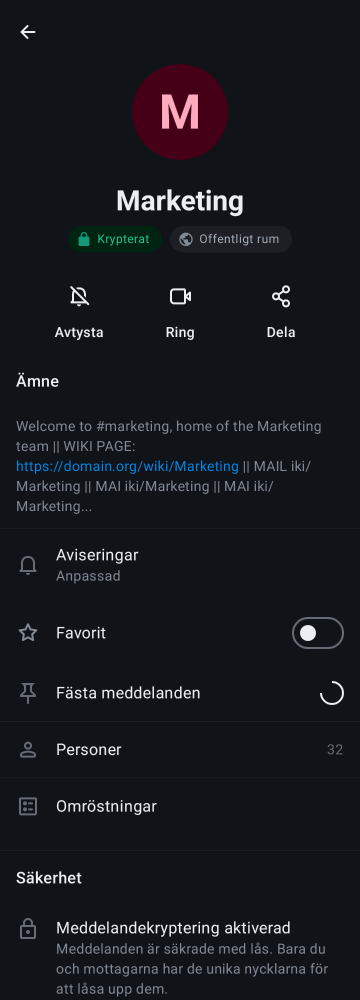 M
Marketing
Krypterat
Offentligt rum
Avtysta
Ring
Dela
Ämne
Welcome to #marketing, home of the Marketing
team || WIKI PAGE:
https://domain.org/wiki/Marketing || MAIL iki/
Marketing || MAI iki/Marketing || MAI iki/
Marketing...
Aviseringar
Anpassad
Favorit
Fästa meddelanden
Personer 32
Omröstningar
Säkerhet
Meddelandekryptering aktiverad
Meddelanden är säkrade med lås. Bara du
och mottagarna har de unika nycklarna för
att låsa upp dem.